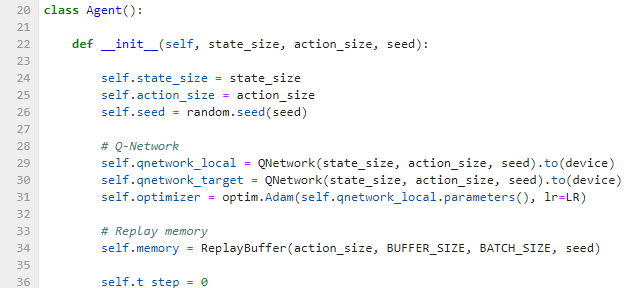 20 class Agent():
21
22     def __init__(self, state_size, action_size, seed):
23
24         self.state_size = state_size
25         self.action_size = action_size
26         self.seed = random.seed(seed)
27
28         # Q-Network
29         self.qnetwork_local = QNetwork(state_size, action_size, seed).to(device)
30         self.qnetwork_target = QNetwork(state_size, action_size, seed).to(device)
31         self.optimizer = optim.Adam(self.qnetwork_local.parameters(), lr=LR)
32
33         # Replay memory
34         self.memory = ReplayBuffer(action_size, BUFFER_SIZE, BATCH_SIZE, seed)
35
36         self.t_step = 0